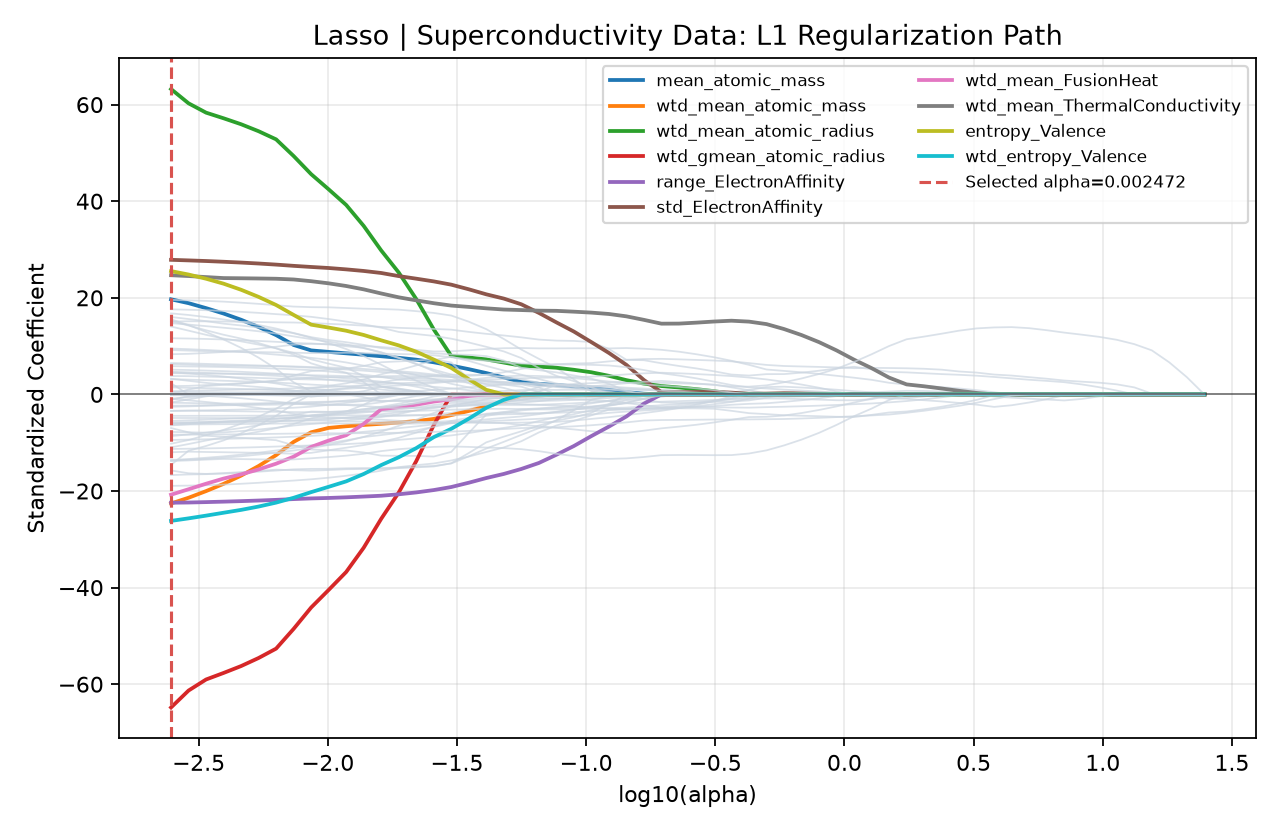 Lasso | Superconductivity Data: L1 Regularization Path
mean_atomic_mass
wtd_mean_atomic_mass
wtd_mean_atomic_radius
wtd_gmean_atomic_radius
range_ElectronAffinity
std_ElectronAffinity
wtd_mean_FusionHeat
wtd_mean_ThermalConductivity
entropy_Valence
wtd_entropy_Valence
Selected alpha=0.002472
Standardized Coefficient
60
40
20
0
−20
−40
−60
−2.5 −2.0 −1.5 −1.0 −0.5 0.0 0.5 1.0 1.5
log10(alpha)